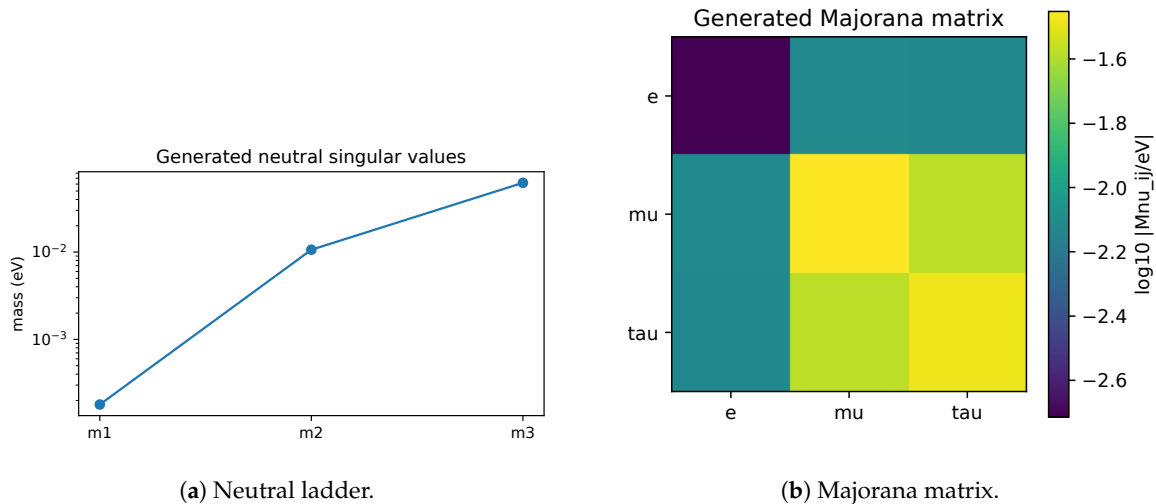 Generated neutral singular values
mass (eV)
10⁻²
10⁻³
m1
m2
m3
(a) Neutral ladder.
Generated Majorana matrix
e
mu
tau
e
mu
tau
−1.6
−1.8
−2.0
−2.2
−2.4
−2.6
log10 |Mnu_ij/eV|
(b) Majorana matrix.